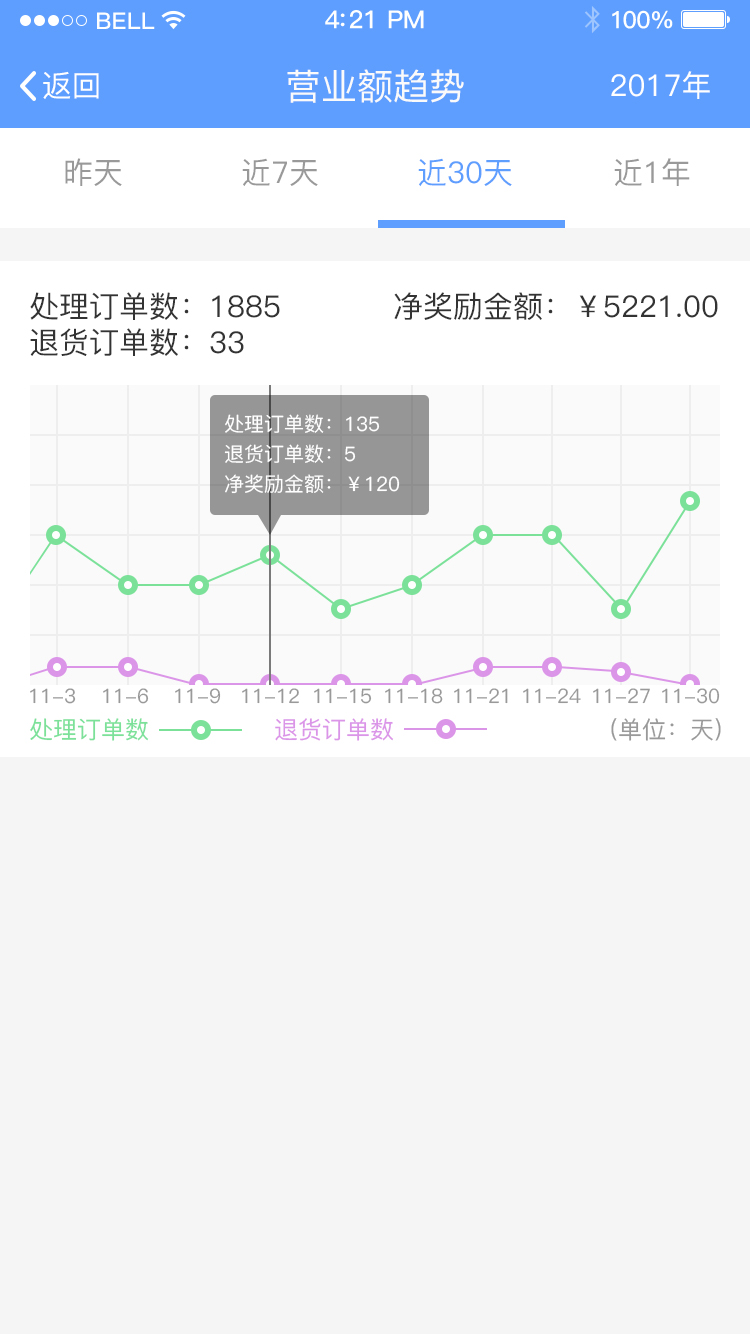 BELL 4:21 PM 100%
返回 营业额趋势 2017年
昨天 近7天 近30天 近1年
处理订单数：1885 净奖励金额：￥5221.00
退货订单数：33
处理订单数：135
退货订单数：5
净奖励金额：￥120
11-3 11-6 11-9 11-12 11-15 11-18 11-21 11-24 11-27 11-30
处理订单数 退货订单数 (单位：天)